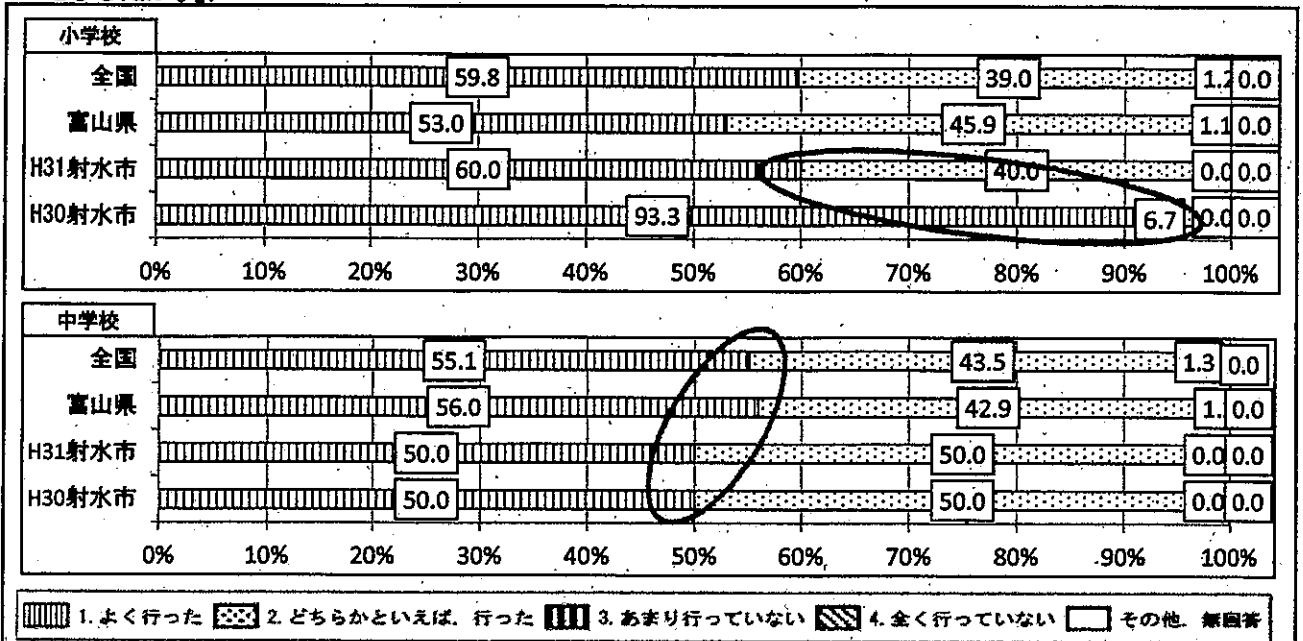 小学校
全国 59.8 39.0 1.2 0.0
富山県 53.0 45.9 1.1 0.0
H31射水市 60.0 40.0 0.0 0.0
H30射水市 93.3 6.7 0.0 0.0
0% 10% 20% 30% 40% 50% 60% 70% 80% 90% 100%
中学校
全国 55.1 43.5 1.3 0.0
富山県 56.0 42.9 1. 0.0
H31射水市 50.0 50.0 0.0 0.0
H30射水市 50.0 50.0 0.0 0.0
0% 10% 20% 30% 40% 50% 60% 70% 80% 90% 100%
1. よく行った 2. どちらかといえば、行った 3. あまり行っていない 4. 全く行っていない その他、無回答